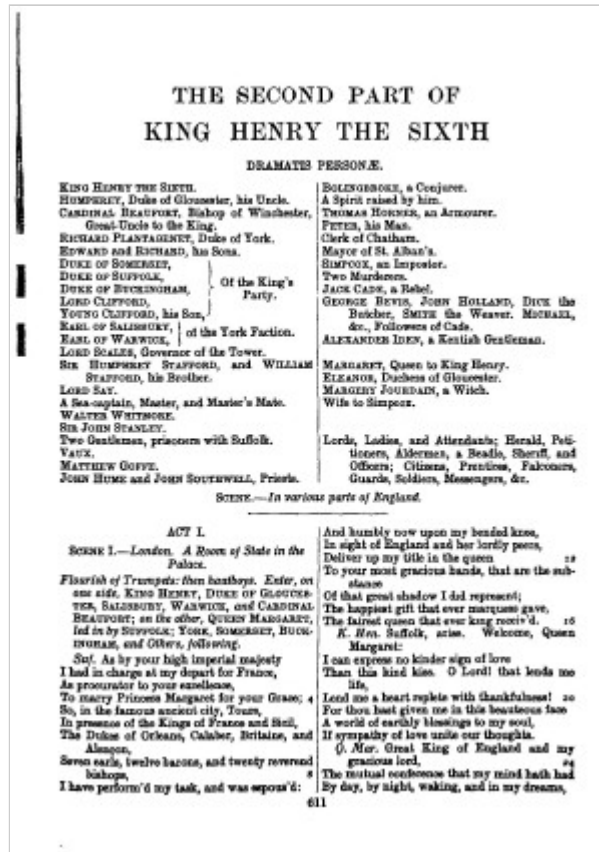 THE SECOND PART OF
KING HENRY THE SIXTH
DRAMATIS PERSONÆ.
KING HENRY THE SIXTH.
HUMPHREY, Duke of Gloucester, his Uncle.
CARDINAL BEAUFORT, Bishop of Winchester,
Great-Uncle to the King.
RICHARD PLANTAGENET, Duke of York.
EDWARD and RICHARD, his Sons.
DUKE OF SOMERSET,
DUKE OF SUFFOLK,
DUKE OF BUCKINGHAM,
LORD CLIFFORD,
YOUNG CLIFFORD, his Son,
Of the King's
Party.
EARL OF SALISBURY,
EARL OF WARWICK,
of the York Faction.
LORD SCALES, Governor of the Tower.
SIR HUMPHREY STAFFORD, and WILLIAM
STAFFORD, his Brother.
LORD SAY.
A Sea-captain, Master, and Master's Mate.
WALTER WHITMORE.
SIR JOHN STANLEY.
Two Gentlemen, prisoners with Suffolk.
VAUX.
MATTHEW GOFFE.
JOHN HUME and JOHN SOUTHWELL, Priests.
BOLINGBROKE, a Conjurer.
A Spirit raised by him.
THOMAS HORNER, an Armourer.
PETER, his Man.
Clerk of Chatham.
Mayor of St. Alban's.
SIMPCOX, an Impostor.
Two Murderers.
JACK CADE, a Rebel.
GEORGE BEVIS, JOHN HOLLAND, DICK the
Butcher, SMITH the Weaver. MICHAEL,
&c., Followers of Cade.
ALEXANDER IDEN, a Kentish Gentleman.
MARGARET, Queen to King Henry.
ELEANOR, Duchess of Gloucester.
MARGERY JOURDAIN, a Witch.
Wife to Simpcox.
Lords, Ladies, and Attendants; Herald, Peti-
tioners, Aldermen, a Beadle, Sheriff, and
Officers; Citizens, Prentices, Falconers,
Guards, Soldiers, Messengers, &c.
SCENE.—In various parts of England.
ACT I.
SCENE I.—London. A Room of State in the
Palace.
Flourish of Trumpets: then hautboys. Enter, on
one side, KING HENRY, DUKE OF GLOUCES-
TER, SALISBURY, WARWICK, and CARDINAL
BEAUFORT; on the other, QUEEN MARGARET,
led in by SUFFOLK; YORK, SOMERSET, BUCK-
INGHAM, and Others, following.
Suf. As by your high imperial majesty
I had in charge at my depart for France,
As procurator to your excellence,
To marry Princess Margaret for your Grace; 4
So, in the famous ancient city, Tours,
In presence of the Kings of France and Sicil,
The Dukes of Orleans, Calaber, Britaine, and
Alençon,
Seven earls, twelve barons, and twenty reverend
bishops, 8
I have perform'd my task, and was espous'd:
And humbly now upon my bended knee,
In sight of England and her lordly peers,
Deliver up my title in the queen 12
To your most gracious hands, that are the sub-
stance
Of that great shadow I did represent;
The happiest gift that ever marquess gave,
The fairest queen that ever king receiv'd. 16
K. Hen. Suffolk, arise. Welcome, Queen
Margaret:
I can express no kinder sign of love
Than this kind kiss. O Lord! that lends me
life,
Lend me a heart replete with thankfulness! 20
For thou hast given me in this beauteous face
A world of earthly blessings to my soul,
If sympathy of love unite our thoughts.
Q. Mar. Great King of England and my
gracious lord, 24
The mutual conference that my mind hath had
By day, by night, waking, and in my dreams,
611